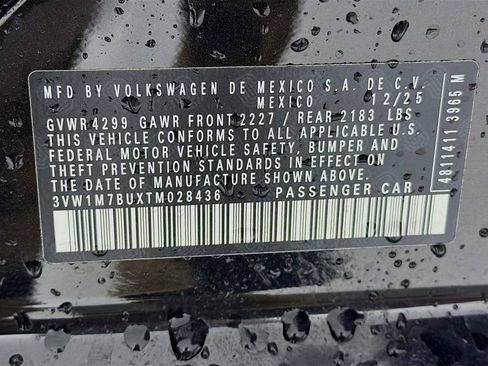 MFD BY VOLKSWAGEN DE MEXICO S.A. DE C.V.
MEXICO 12/25
GVWR 4299 GAWR FRONT 2227 / REAR 2183 LBS
THIS VEHICLE CONFORMS TO ALL APPLICABLE U.S.
FEDERAL MOTOR VEHICLE SAFETY, BUMPER AND
THEFT PREVENTION STANDARDS IN EFFECT ON
THE DATE OF MANUFACTURE SHOWN ABOVE.
3VW1M7BUXTM028436 PASSENGER CAR
4811411 3965 M